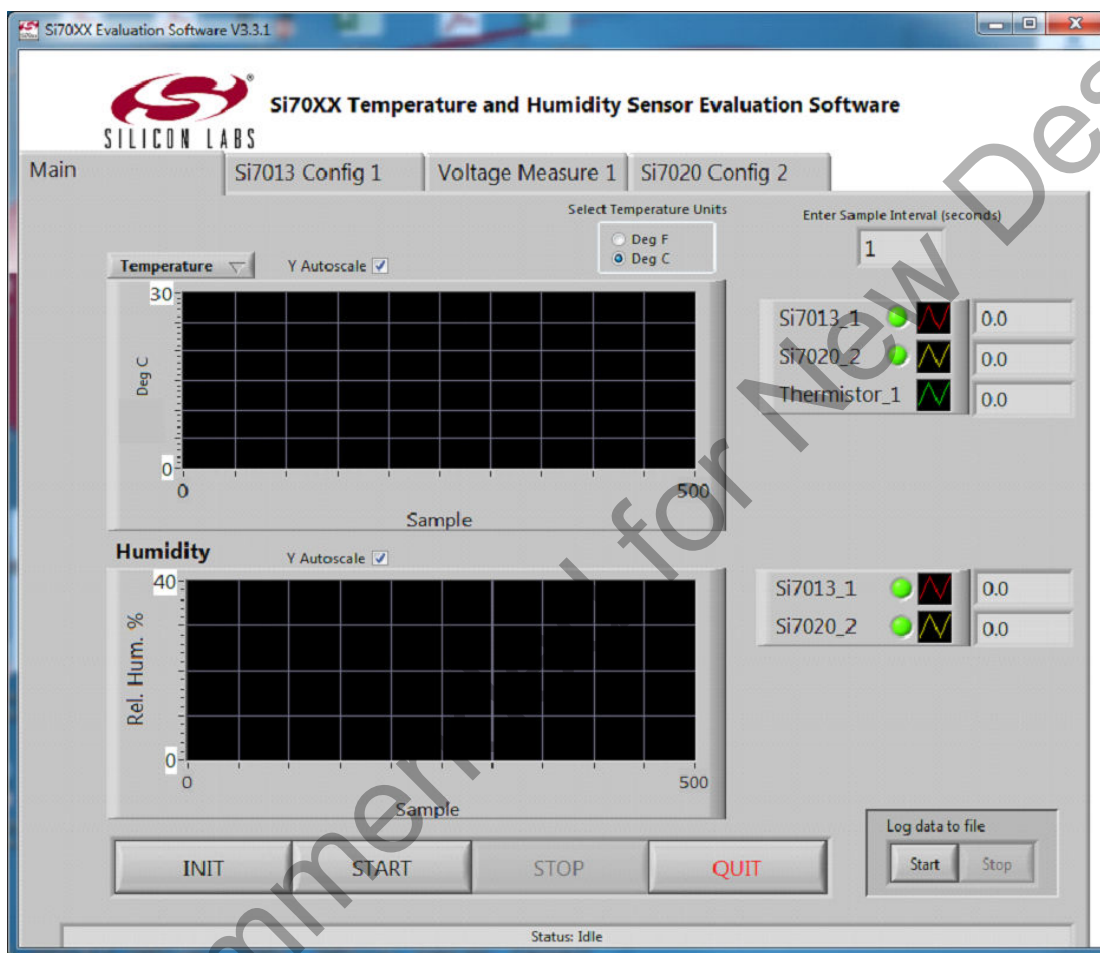 Si70XX Evaluation Software V3.3.1
SILICON LABS
Si70XX Temperature and Humidity Sensor Evaluation Software
Main
Si7013 Config 1
Voltage Measure 1
Si7020 Config 2
Select Temperature Units
Deg F
Deg C
Enter Sample Interval (seconds)
1
Temperature
Y Autoscale
30
Deg C
0
0
500
Sample
Si7013_1
0.0
Si7020_2
0.0
Thermistor_1
0.0
Humidity
Y Autoscale
40
Rel. Hum. %
0
0
500
Sample
Si7013_1
0.0
Si7020_2
0.0
INIT
START
STOP
QUIT
Log data to file
Start
Stop
Status: Idle
for New